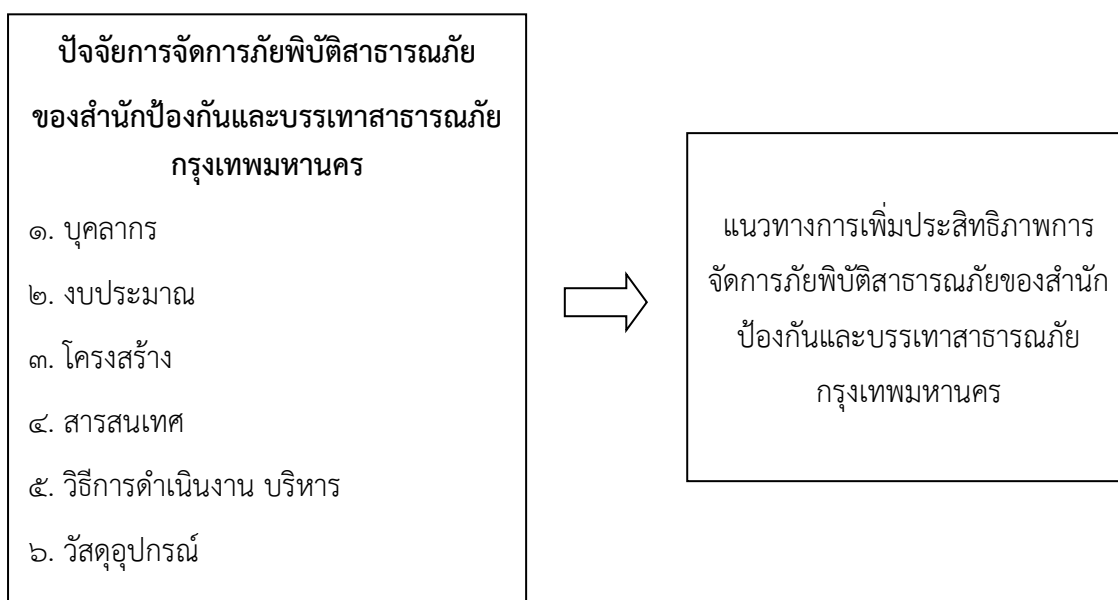 ปัจจัยการจัดการภัยพิบัติสาธารณภัย
ของสำนักป้องกันและบรรเทาสาธารณภัย
กรุงเทพมหานคร
๑. บุคลากร
๒. งบประมาณ
๓. โครงสร้าง
๔. สารสนเทศ
๕. วิธีการดำเนินงาน บริหาร
๖. วัสดุอุปกรณ์
แนวทางการเพิ่มประสิทธิภาพการ
จัดการภัยพิบัติสาธารณภัยของสำนัก
ป้องกันและบรรเทาสาธารณภัย
กรุงเทพมหานคร